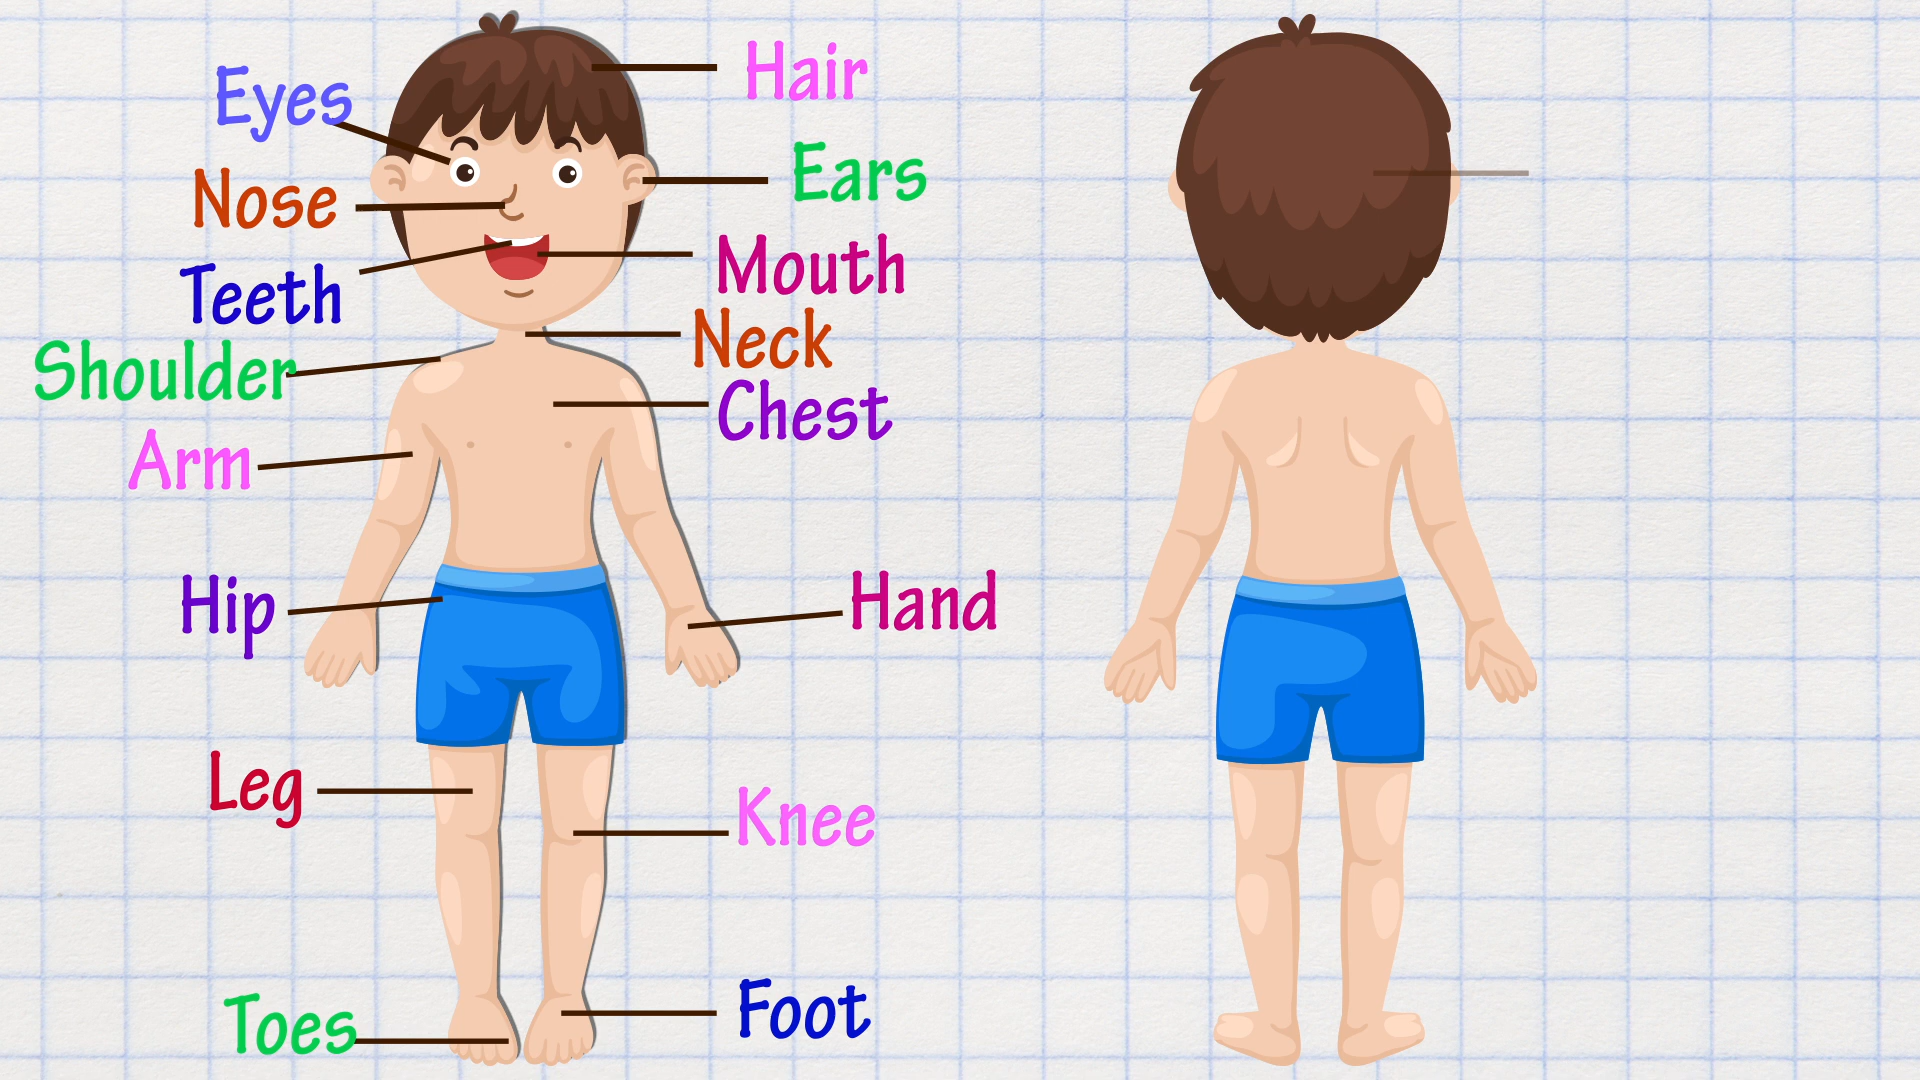 Eyes
Hair
Nose
Ears
Teeth
Mouth
Shoulder
Neck
Arm
Chest
Hip
Hand
Leg
Knee
Toes
Foot